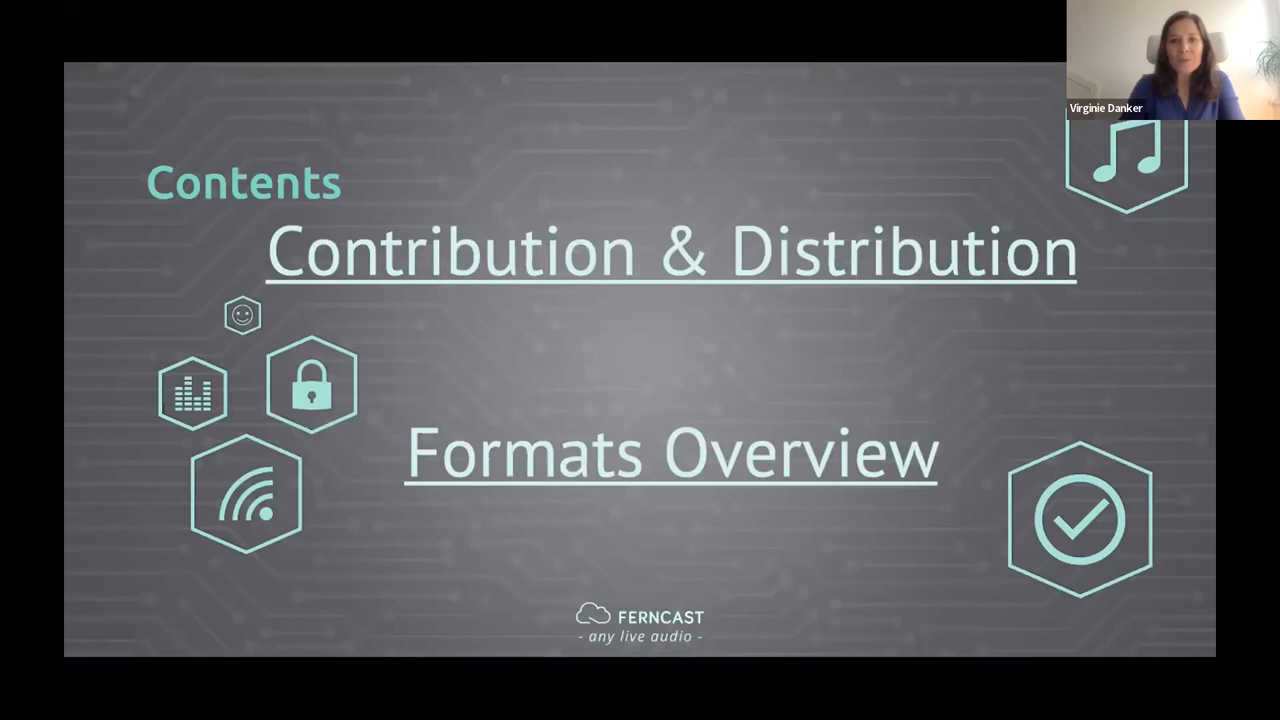 Virginie Danker
Contents
Contribution & Distribution
Formats Overview
FERNCAST
- any live audio -